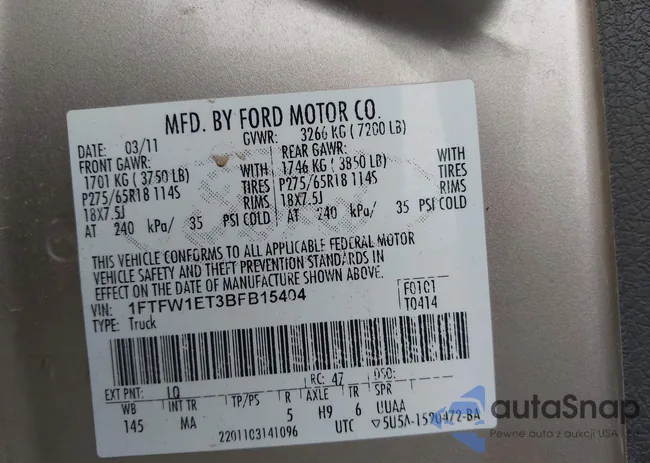 MFD. BY FORD MOTOR CO.
DATE: 03/11 GVWR: 3266 KG ( 7200 LB)
FRONT GAWR: REAR GAWR:
1701 KG ( 3750 LB) WITH 1746 KG ( 3850 LB) WITH
P275/65R18 114S TIRES P275/65R18 114S TIRES
18X7.5J RIMS 18X7.5J RIMS
AT 240 kPa/ 35 PSI COLD AT 240 kPa/ 35 PSI COLD
THIS VEHICLE CONFORMS TO ALL APPLICABLE FEDERAL MOTOR
VEHICLE SAFETY AND THEFT PREVENTION STANDARDS IN
EFFECT ON THE DATE OF MANUFACTURE SHOWN ABOVE.
VIN: 1FTFW1ET3BFB15404 F0101
TYPE: Truck T0414
EXT PNT: LQ RC: 47 DSO:
WB INT TR TP/PS R AXLE TR SPR
145 MA 5 H9 6 UUAA
2201103141096 UTC ▽5U5A-1520472-BA
autaSnap
Pewne auto z aukcji USA